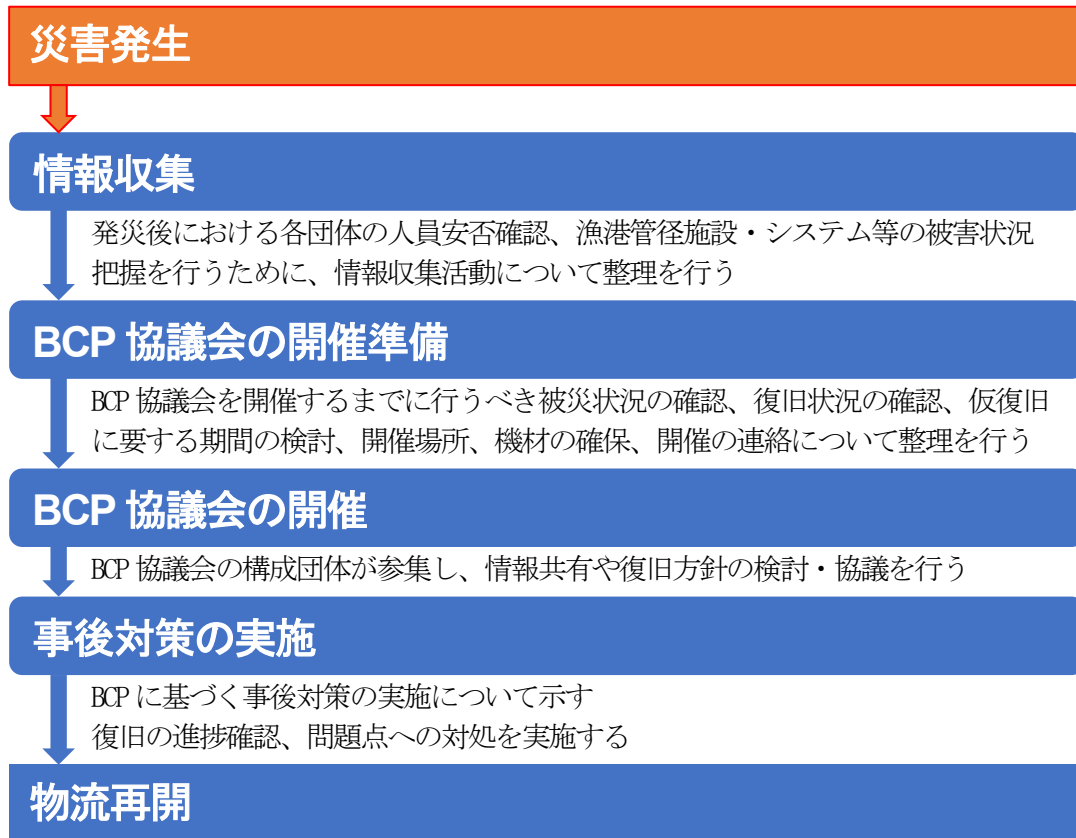 災害発生
情報収集
発災後における各団体の人員安否確認、漁港管径施設・システム等の被害状況
把握を行うために、情報収集活動について整理を行う
BCP 協議会の開催準備
BCP 協議会を開催するまでに行うべき被災状況の確認、復旧状況の確認、仮復旧
に要する期間の検討、開催場所、機材の確保、開催の連絡について整理を行う
BCP 協議会の開催
BCP 協議会の構成団体が参集し、情報共有や復旧方針の検討・協議を行う
事後対策の実施
BCP に基づく事後対策の実施について示す
復旧の進捗確認、問題点への対処を実施する
物流再開